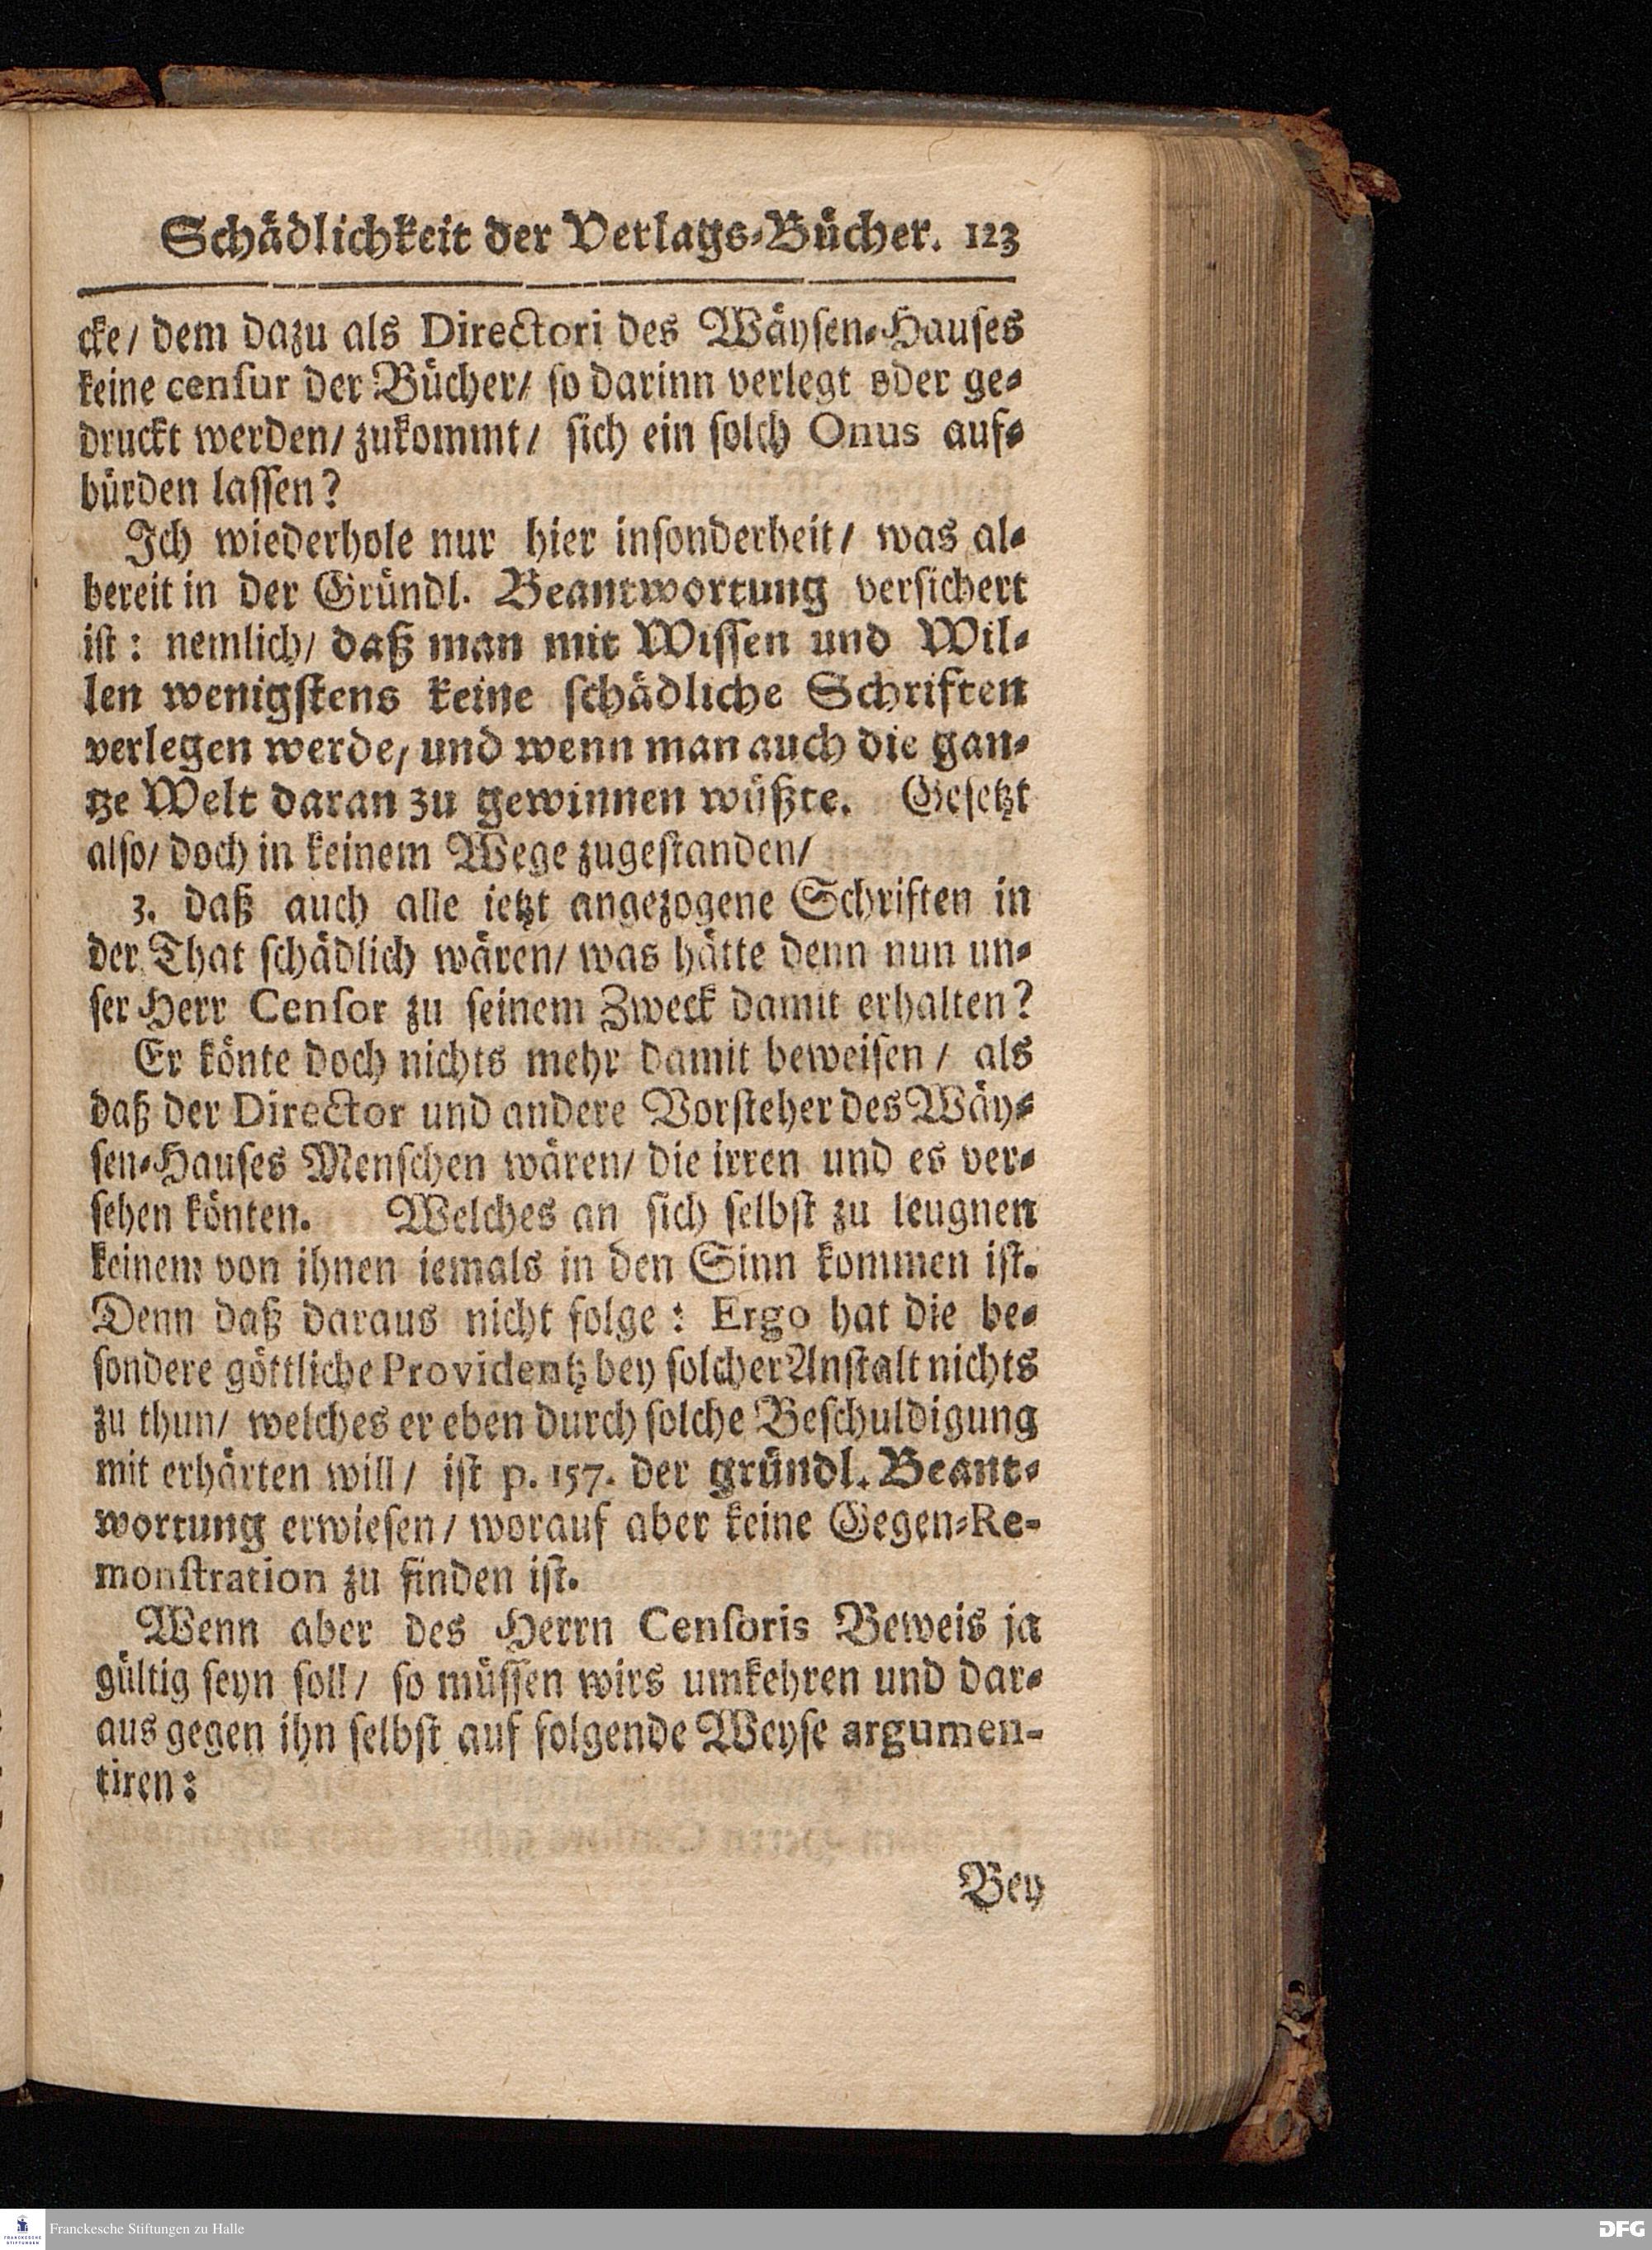 Schädlichkeit der Verlags-Bücher. 123
cke/ dem dazu als Directori des Wäysen-Hauses
keine censur der Bücher/ so darinn verlegt oder ge-
druckt werden/ zukommt/ sich ein solch Onus auf-
bürden lassen?
Ich wiederhole nur hier insonderheit/ was al-
bereit in der Gründl. Beantwortung versichert
ist: nemlich/ daß man mit Wissen und Wil-
len wenigstens keine schädliche Schriften
verlegen werde/ und wenn man auch die gan-
tze Welt daran zu gewinnen wüßte. Gesetzt
also/ doch in keinem Wege zugestanden/
3. daß auch alle ietzt angezogene Schriften in
der That schädlich wären/ was hätte denn nun un-
ser Herr Censor zu seinem Zweck damit erhalten?
Er könte doch nichts mehr damit beweisen / als
daß der Director und andere Vorsteher des Wäy-
sen-Hauses Menschen wären/ die irren und es ver-
sehen könten. Welches an sich selbst zu leugnen
keinem von ihnen iemals in den Sinn kommen ist.
Denn daß daraus nicht folge: Ergo hat die be-
sondere göttliche Providentz bey solcher Anstalt nichts
zu thun/ welches er eben durch solche Beschuldigung
mit erhärten will/ ist p. 157. der gründl. Beant-
wortung erwiesen/ worauf aber keine Gegen-Re-
monstration zu finden ist.
Wenn aber des Herrn Censoris Beweis ja
gültig seyn soll/ so müssen wirs umkehren und dar-
aus gegen ihn selbst auf folgende Weyse argumen-
tiren:
Bey
Franckesche Stiftungen zu Halle
DFG